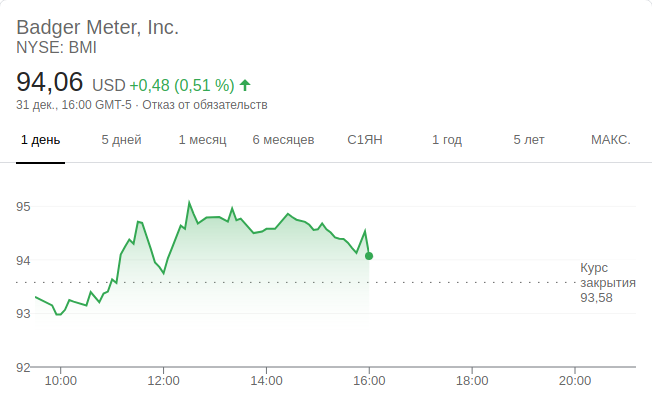 Badger Meter, Inc.
NYSE: BMI
94,06 USD +0,48 (0,51 %)
31 дек., 16:00 GMT-5 · Отказ от обязательств
1 день 5 дней 1 месяц 6 месяцев С1ЯН 1 год 5 лет МАКС.
95
94
Курс
закрытия
93,58
93
92
10:00 12:00 14:00 16:00 18:00 20:00